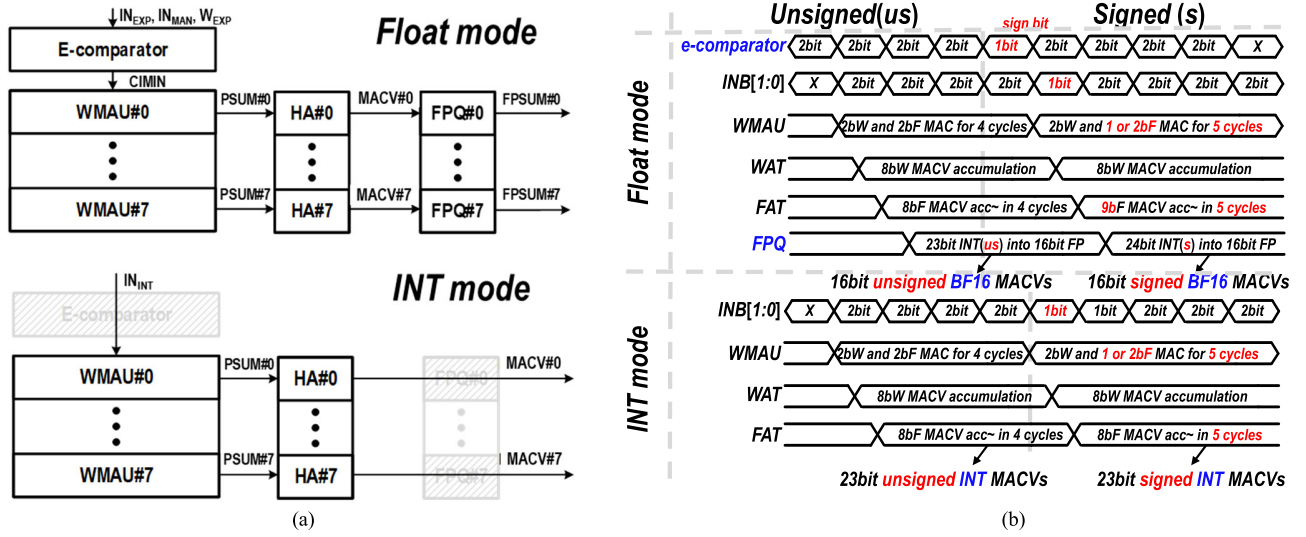 IN_EXP, IN_MAN, W_EXP
E-comparator
Float mode
CIMIN
WMAU#0
PSUM#0
HA#0
MACV#0
FPQ#0
FPSUM#0
WMAU#7
PSUM#7
HA#7
MACV#7
FPQ#7
FPSUM#7
IN_INT
INT mode
E-comparator
WMAU#0
PSUM#0
HA#0
FPQ#0
MACV#0
WMAU#7
PSUM#7
HA#7
FPQ#7
MACV#7
(a)
Unsigned(us)
sign bit
Signed (s)
Float mode
e-comparator 2bit 2bit 2bit 2bit 1bit 2bit 2bit 2bit 2bit X
INB[1:0] X 2bit 2bit 2bit 2bit 1bit 2bit 2bit 2bit 2bit
WMAU 2bW and 2bF MAC for 4 cycles 2bW and 1 or 2bF MAC for 5 cycles
WAT 8bW MACV accumulation 8bW MACV accumulation
FAT 8bF MACV acc~ in 4 cycles 9bF MACV acc~ in 5 cycles
FPQ 23bit INT(us) into 16bit FP 24bit INT(s) into 16bit FP
16bit unsigned BF16 MACVs 16bit signed BF16 MACVs
INT mode
INB[1:0] X 2bit 2bit 2bit 2bit 1bit 1bit 2bit 2bit 2bit
WMAU 2bW and 2bF MAC for 4 cycles 2bW and 1 or 2bF MAC for 5 cycles
WAT 8bW MACV accumulation 8bW MACV accumulation
FAT 8bF MACV acc~ in 4 cycles 8bF MACV acc~ in 5 cycles
23bit unsigned INT MACVs 23bit signed INT MACVs
(b)